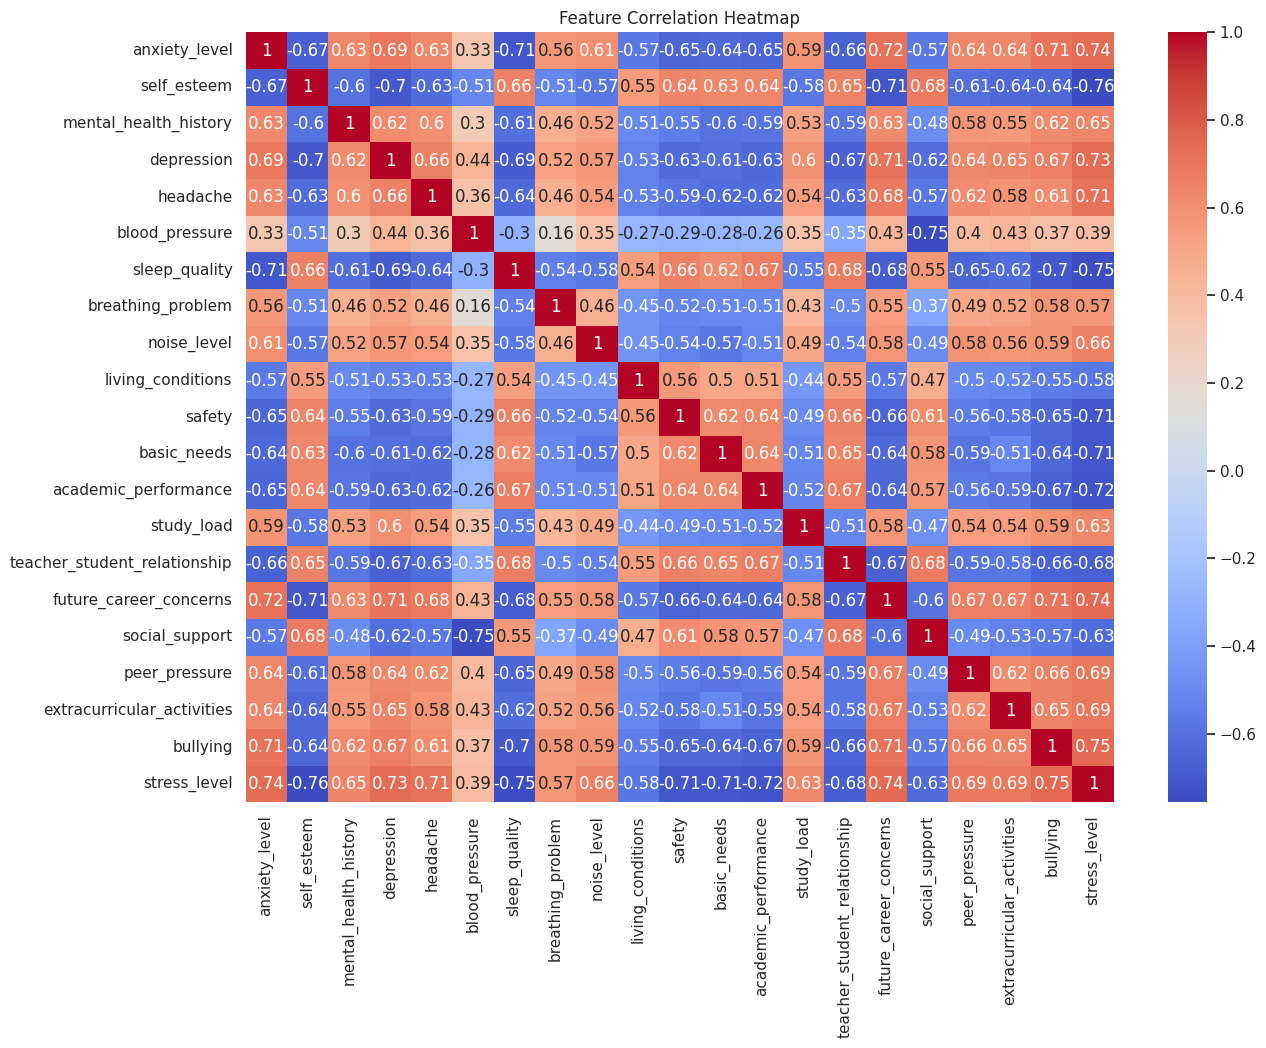 Feature Correlation Heatmap
anxiety_level 1 -0.67 0.63 0.69 0.63 0.33 -0.71 0.56 0.61 -0.57 -0.65 -0.64 -0.65 0.59 -0.66 0.72 -0.57 0.64 0.64 0.71 0.74
self_esteem -0.67 1 -0.6 -0.7 -0.63 -0.51 0.66 -0.51 -0.57 0.55 0.64 0.63 0.64 -0.58 0.65 -0.71 0.68 -0.61 -0.64 -0.64 -0.76
mental_health_history 0.63 -0.6 1 0.62 0.6 0.3 -0.61 0.46 0.52 -0.51 -0.55 -0.6 -0.59 0.53 -0.59 0.63 -0.48 0.58 0.55 0.62 0.65
depression 0.69 -0.7 0.62 1 0.66 0.44 -0.69 0.52 0.57 -0.53 -0.63 -0.61 -0.63 0.6 -0.67 0.71 -0.62 0.64 0.65 0.67 0.73
headache 0.63 -0.63 0.6 0.66 1 0.36 -0.64 0.46 0.54 -0.53 -0.59 -0.62 -0.62 0.54 -0.63 0.68 -0.57 0.62 0.58 0.61 0.71
blood_pressure 0.33 -0.51 0.3 0.44 0.36 1 -0.3 0.16 0.35 -0.27 -0.29 -0.28 -0.26 0.35 -0.35 0.43 -0.75 0.4 0.43 0.37 0.39
sleep_quality -0.71 0.66 -0.61 -0.69 -0.64 -0.3 1 -0.54 -0.58 0.54 0.66 0.62 0.67 -0.55 0.68 -0.68 0.55 -0.65 -0.62 -0.7 -0.75
breathing_problem 0.56 -0.51 0.46 0.52 0.46 0.16 -0.54 1 0.46 -0.45 -0.52 -0.51 -0.51 0.43 -0.5 0.55 -0.37 0.49 0.52 0.58 0.57
noise_level 0.61 -0.57 0.52 0.57 0.54 0.35 -0.58 0.46 1 -0.45 -0.54 -0.57 -0.51 0.49 -0.54 0.58 -0.49 0.58 0.56 0.59 0.66
living_conditions -0.57 0.55 -0.51 -0.53 -0.53 -0.27 0.54 -0.45 -0.45 1 0.56 0.5 0.51 -0.44 0.55 -0.57 0.47 -0.5 -0.52 -0.55 -0.58
safety -0.65 0.64 -0.55 -0.63 -0.59 -0.29 0.66 -0.52 -0.54 0.56 1 0.62 0.64 -0.49 0.66 -0.66 0.61 -0.56 -0.58 -0.65 -0.71
basic_needs -0.64 0.63 -0.6 -0.61 -0.62 -0.28 0.62 -0.51 -0.57 0.5 0.62 1 0.64 -0.51 0.65 -0.64 0.58 -0.59 -0.51 -0.64 -0.71
academic_performance -0.65 0.64 -0.59 -0.63 -0.62 -0.26 0.67 -0.51 -0.51 0.51 0.64 0.64 1 -0.52 0.67 -0.64 0.57 -0.56 -0.59 -0.67 -0.72
study_load 0.59 -0.58 0.53 0.6 0.54 0.35 -0.55 0.43 0.49 -0.44 -0.49 -0.51 -0.52 1 -0.51 0.58 -0.47 0.54 0.54 0.59 0.63
teacher_student_relationship -0.66 0.65 -0.59 -0.67 -0.63 -0.35 0.68 -0.5 -0.54 0.55 0.66 0.65 0.67 -0.51 1 -0.67 0.68 -0.59 -0.58 -0.66 -0.68
future_career_concerns 0.72 -0.71 0.63 0.71 0.68 0.43 -0.68 0.55 0.58 -0.57 -0.66 -0.64 -0.64 0.58 -0.67 1 -0.6 0.67 0.67 0.71 0.74
social_support -0.57 0.68 -0.48 -0.62 -0.57 -0.75 0.55 -0.37 -0.49 0.47 0.61 0.58 0.57 -0.47 0.68 -0.6 1 -0.49 -0.53 -0.57 -0.63
peer_pressure 0.64 -0.61 0.58 0.64 0.62 0.4 -0.65 0.49 0.58 -0.5 -0.56 -0.59 -0.56 0.54 -0.59 0.67 -0.49 1 0.62 0.66 0.69
extracurricular_activities 0.64 -0.64 0.55 0.65 0.58 0.43 -0.62 0.52 0.56 -0.52 -0.58 -0.51 -0.59 0.54 -0.58 0.67 -0.53 0.62 1 0.65 0.69
bullying 0.71 -0.64 0.62 0.67 0.61 0.37 -0.7 0.58 0.59 -0.55 -0.65 -0.64 -0.67 0.59 -0.66 0.71 -0.57 0.66 0.65 1 0.75
stress_level 0.74 -0.76 0.65 0.73 0.71 0.39 -0.75 0.57 0.66 -0.58 -0.71 -0.71 -0.72 0.63 -0.68 0.74 -0.63 0.69 0.69 0.75 1
anxiety_level
self_esteem
mental_health_history
depression
headache
blood_pressure
sleep_quality
breathing_problem
noise_level
living_conditions
safety
basic_needs
academic_performance
study_load
teacher_student_relationship
future_career_concerns
social_support
peer_pressure
extracurricular_activities
bullying
stress_level
1.0
0.8
0.6
0.4
0.2
0.0
−0.2
−0.4
−0.6